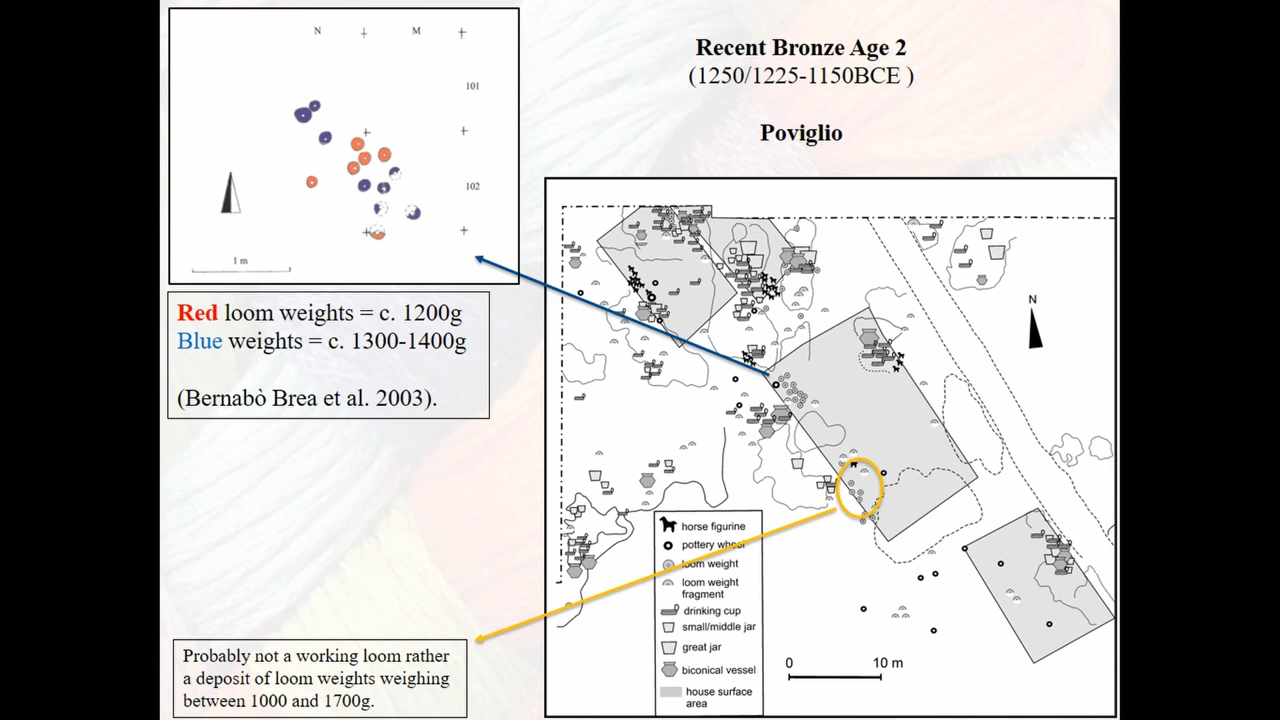 N
M
101
102
1 m
Red loom weights = c. 1200g
Blue weights = c. 1300-1400g
(Bernabò Brea et al. 2003).
Probably not a working loom rather
a deposit of loom weights weighing
between 1000 and 1700g.
Recent Bronze Age 2
(1250/1225-1150BCE )
Poviglio
N
horse figurine
pottery wheel
loom weight
loom weight
fragment
drinking cup
small/middle jar
great jar
biconical vessel
house surface
area
0 10 m